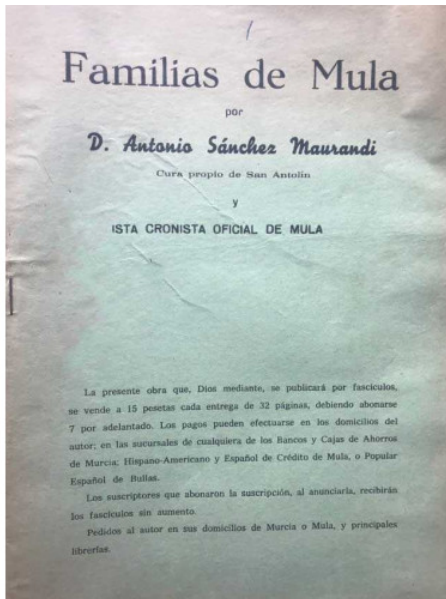 1
Familias de Mula
por
D. Antonio Sánchez Maurandi
Cura propio de San Antolín
y
ISTA CRONISTA OFICIAL DE MULA
La presente obra que, Dios mediante, se publicará por fascículos,
se vende a 15 pesetas cada entrega de 32 páginas, debiendo abonarse
7 por adelantado. Los pagos pueden efectuarse en los domicilios del
autor; en las sucursales de cualquiera de los Bancos y Cajas de Ahorros
de Murcia; Hispano-Americano y Español de Crédito de Mula, o Popular
Español de Bullas.
Los suscriptores que abonaron la suscripción, al anunciarla, recibirán
los fascículos sin aumento.
Pedidos al autor en sus domicilios de Murcia o Mula, y principales
librerías.